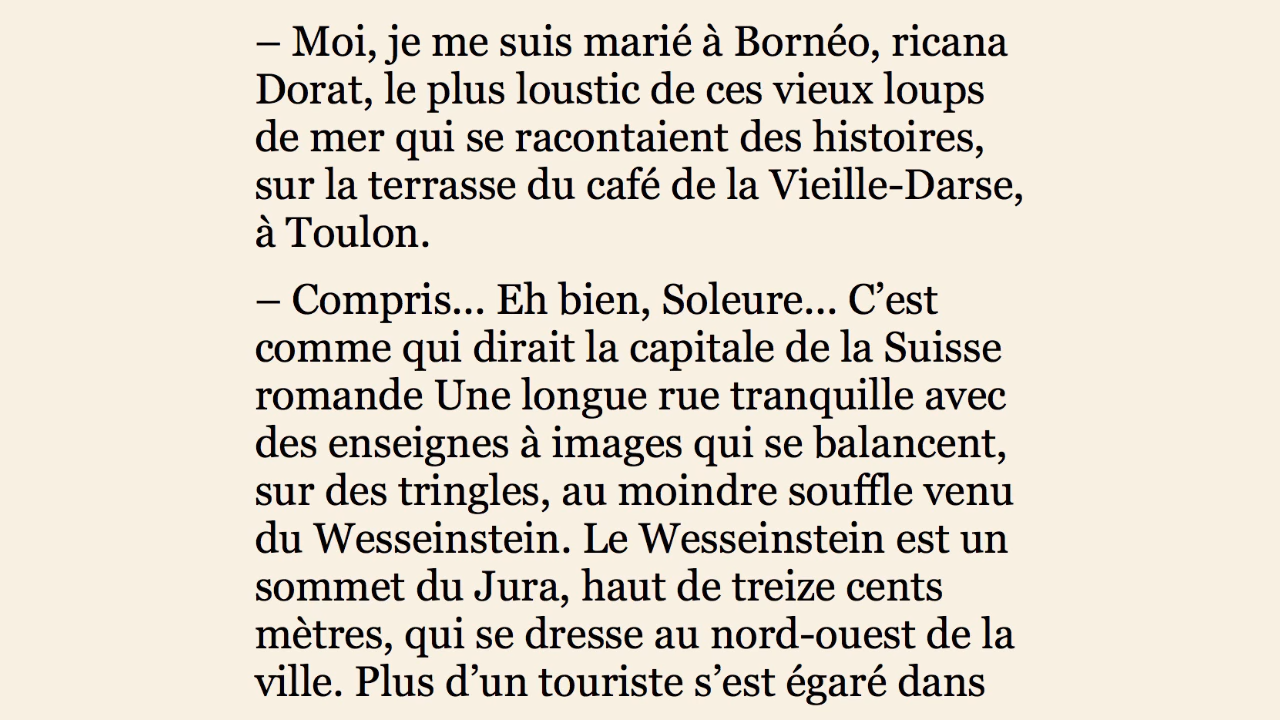 – Moi, je me suis marié à Bornéo, ricana
Dorat, le plus loustic de ces vieux loups
de mer qui se racontaient des histoires,
sur la terrasse du café de la Vieille-Darse,
à Toulon.
– Compris… Eh bien, Soleure… C’est
comme qui dirait la capitale de la Suisse
romande Une longue rue tranquille avec
des enseignes à images qui se balancent,
sur des tringles, au moindre souffle venu
du Wesseinstein. Le Wesseinstein est un
sommet du Jura, haut de treize cents
mètres, qui se dresse au nord-ouest de la
ville. Plus d’un touriste s’est égaré dans